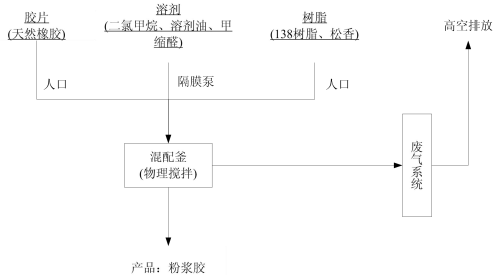 胶片
(天然橡胶)
溶剂
(二氯甲烷、溶剂油、甲
缩醛)
树脂
(138树脂、松香)
高空排放
人口
隔膜泵
人口
混配釜
(物理搅拌)
废气系统
产品：粉浆胶